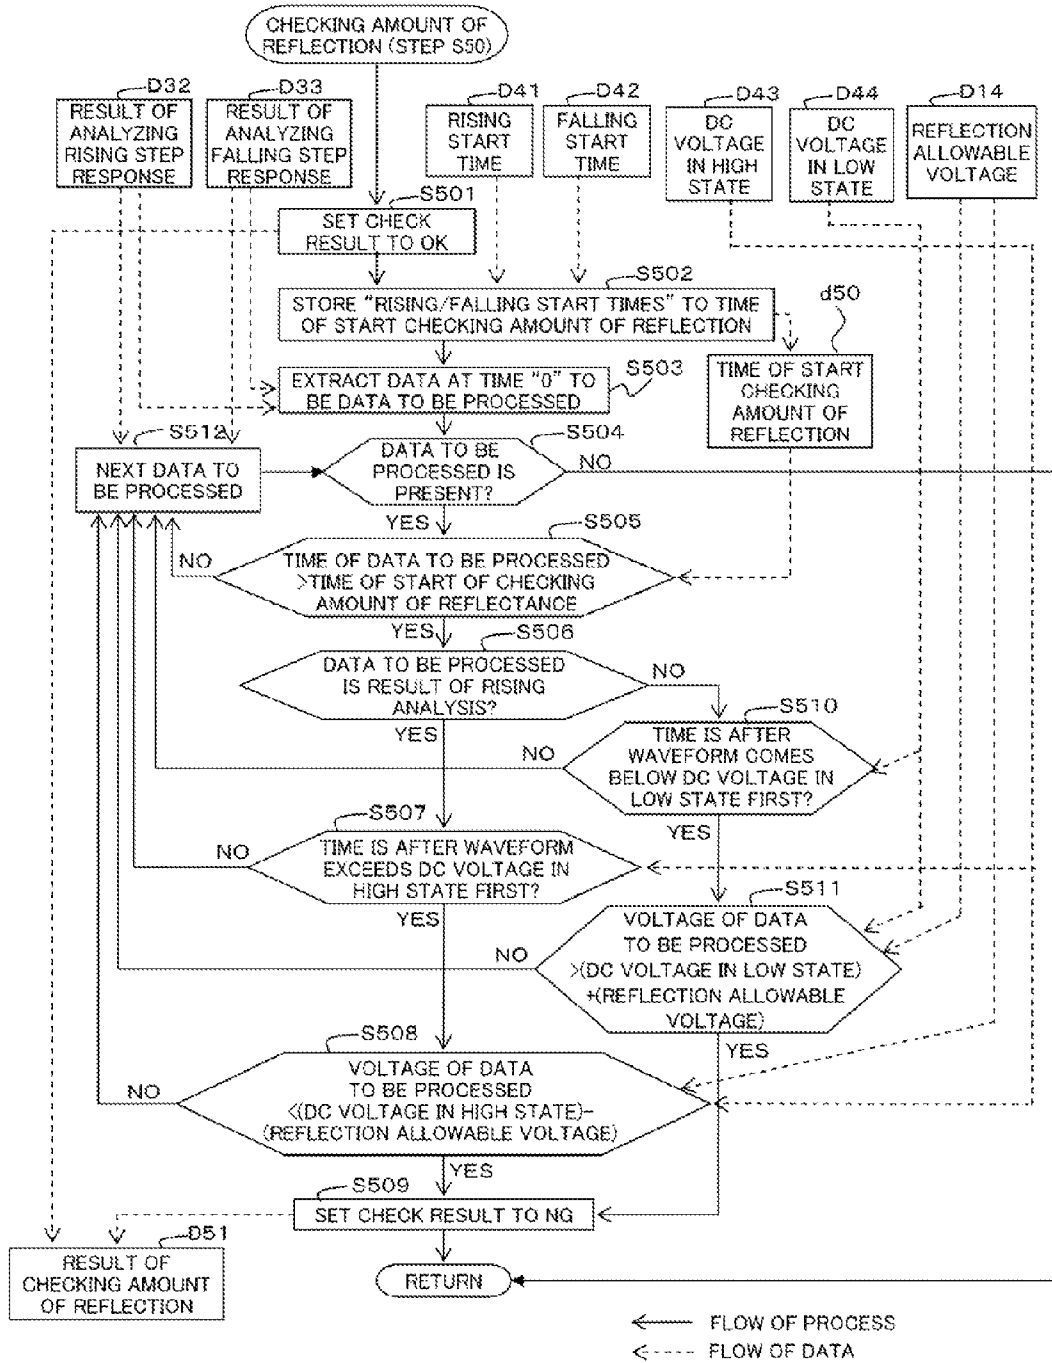 CHECKING AMOUNT OF
REFLECTION (STEP S50)
D32
RESULT OF
ANALYZING
RISING STEP
RESPONSE
D33
RESULT OF
ANALYZING
FALLING STEP
RESPONSE
D41
RISING
START
TIME
D42
FALLING
START
TIME
D43
DC
VOLTAGE
IN HIGH
STATE
D44
DC
VOLTAGE
IN LOW
STATE
D14
REFLECTION
ALLOWABLE
VOLTAGE
S501
SET CHECK
RESULT TO OK
S502
STORE "RISING/FALLING START TIMES" TO TIME
OF START CHECKING AMOUNT OF REFLECTION
d50
TIME OF START
CHECKING
AMOUNT OF
REFLECTION
S503
EXTRACT DATA AT TIME "0" TO
BE DATA TO BE PROCESSED
S512
NEXT DATA TO
BE PROCESSED
S504
DATA TO BE
PROCESSED IS
PRESENT?
NO
YES
S505
TIME OF DATA TO BE PROCESSED
>TIME OF START OF CHECKING
AMOUNT OF REFLECTANCE
NO
YES
S506
DATA TO BE PROCESSED
IS RESULT OF RISING
ANALYSIS?
NO
YES
S510
TIME IS AFTER
WAVEFORM COMES
BELOW DC VOLTAGE IN
LOW STATE FIRST?
NO
YES
S507
TIME IS AFTER WAVEFORM
EXCEEDS DC VOLTAGE IN
HIGH STATE FIRST?
NO
YES
S511
VOLTAGE OF DATA
TO BE PROCESSED
>(DC VOLTAGE IN LOW STATE)
+(REFLECTION ALLOWABLE
VOLTAGE)
NO
YES
S508
VOLTAGE OF DATA
TO BE PROCESSED
<(DC VOLTAGE IN HIGH STATE)-
(REFLECTION ALLOWABLE VOLTAGE)
NO
YES
S509
SET CHECK RESULT TO NG
D51
RESULT OF
CHECKING AMOUNT
OF REFLECTION
RETURN
FLOW OF PROCESS
FLOW OF DATA